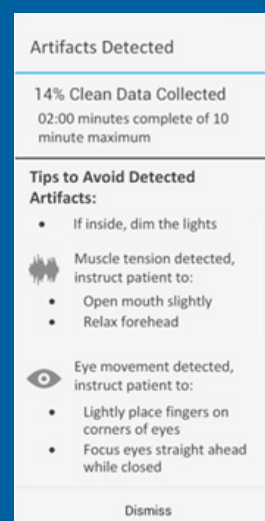 Artifacts Detected
14% Clean Data Collected
02:00 minutes complete of 10
minute maximum
Tips to Avoid Detected
Artifacts:
• If inside, dim the lights
Muscle tension detected,
instruct patient to:
• Open mouth slightly
• Relax forehead
Eye movement detected,
instruct patient to:
• Lightly place fingers on
corners of eyes
• Focus eyes straight ahead
while closed
Dismiss